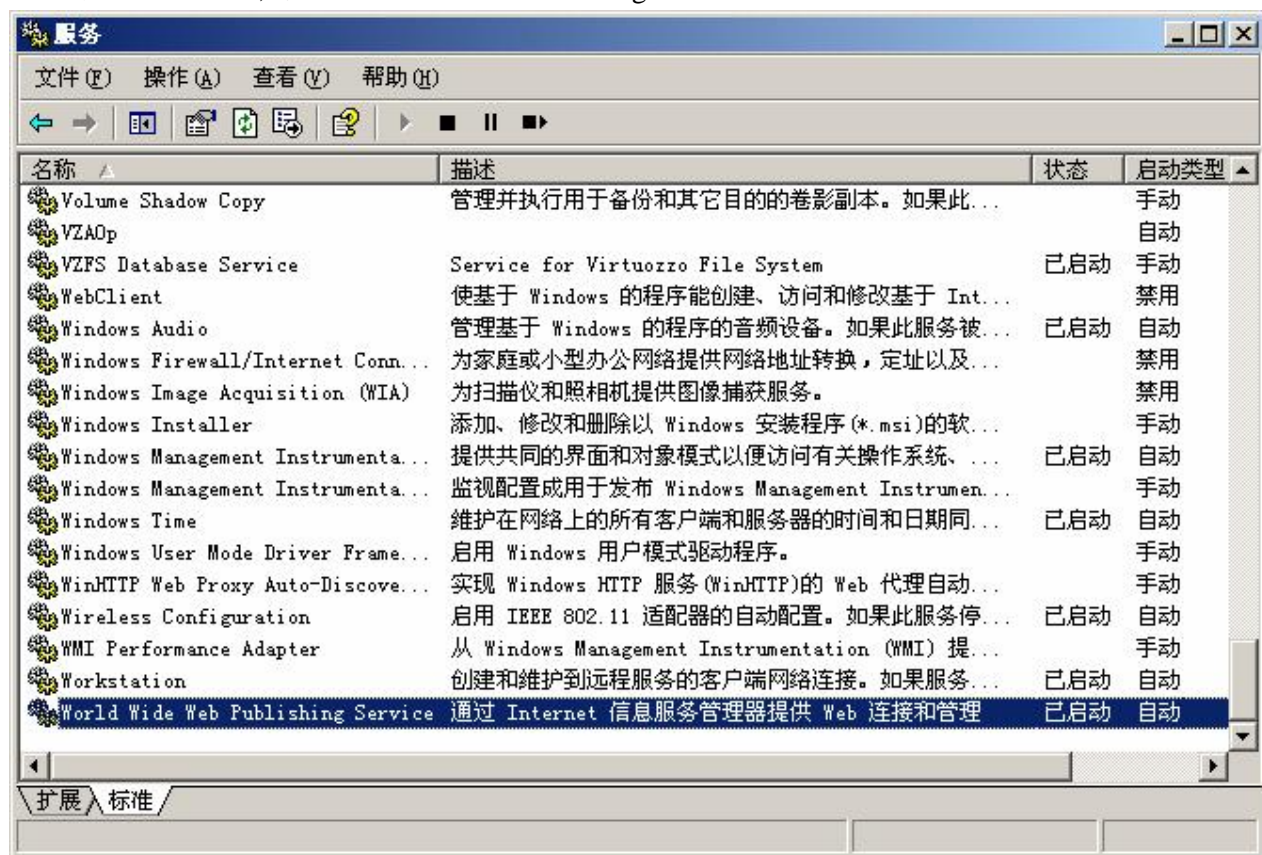 服务
文件(F) 操作(A) 查看(V) 帮助(H)
名称 描述 状态 启动类型
Volume Shadow Copy 管理并执行用于备份和其它目的的卷影副本。如果此... 手动
VZAOp 自动
VZFS Database Service Service for Virtuozzo File System 已启动 手动
WebClient 使基于 Windows 的程序能创建、访问和修改基于 Int... 禁用
Windows Audio 管理基于 Windows 的程序的音频设备。如果此服务被... 已启动 自动
Windows Firewall/Internet Conn... 为家庭或小型办公网络提供网络地址转换，定址以及... 禁用
Windows Image Acquisition (WIA) 为扫描仪和照相机提供图像捕获服务。 禁用
Windows Installer 添加、修改和删除以 Windows 安装程序(*.msi)的软... 手动
Windows Management Instrumenta... 提供共同的界面和对象模式以便访问有关操作系统、... 已启动 自动
Windows Management Instrumenta... 监视配置成用于发布 Windows Management Instrumen... 手动
Windows Time 维护在网络上的所有客户端和服务器的时间和日期同... 已启动 自动
Windows User Mode Driver Frame... 启用 Windows 用户模式驱动程序。 手动
WinHTTP Web Proxy Auto-Discove... 实现 Windows HTTP 服务(WinHTTP)的 Web 代理自动... 手动
Wireless Configuration 启用 IEEE 802.11 适配器的自动配置。如果此服务停... 已启动 自动
WMI Performance Adapter 从 Windows Management Instrumentation (WMI) 提... 手动
Workstation 创建和维护到远程服务的客户端网络连接。如果服务... 已启动 自动
World Wide Web Publishing Service 通过 Internet 信息服务管理器提供 Web 连接和管理 已启动 自动
扩展 标准